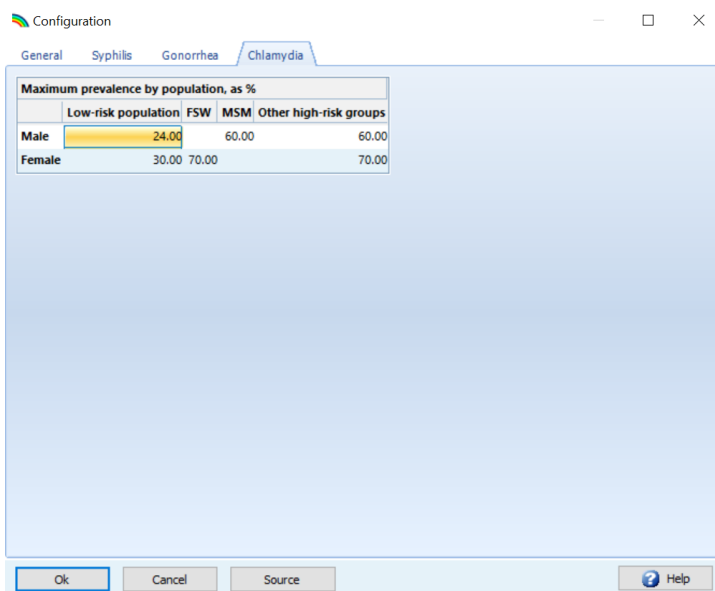 Configuration
General Syphilis Gonorrhea Chlamydia
Maximum prevalence by population, as %
Low-risk population FSW MSM Other high-risk groups
Male 24.00 60.00 60.00
Female 30.00 70.00 70.00
Ok Cancel Source Help